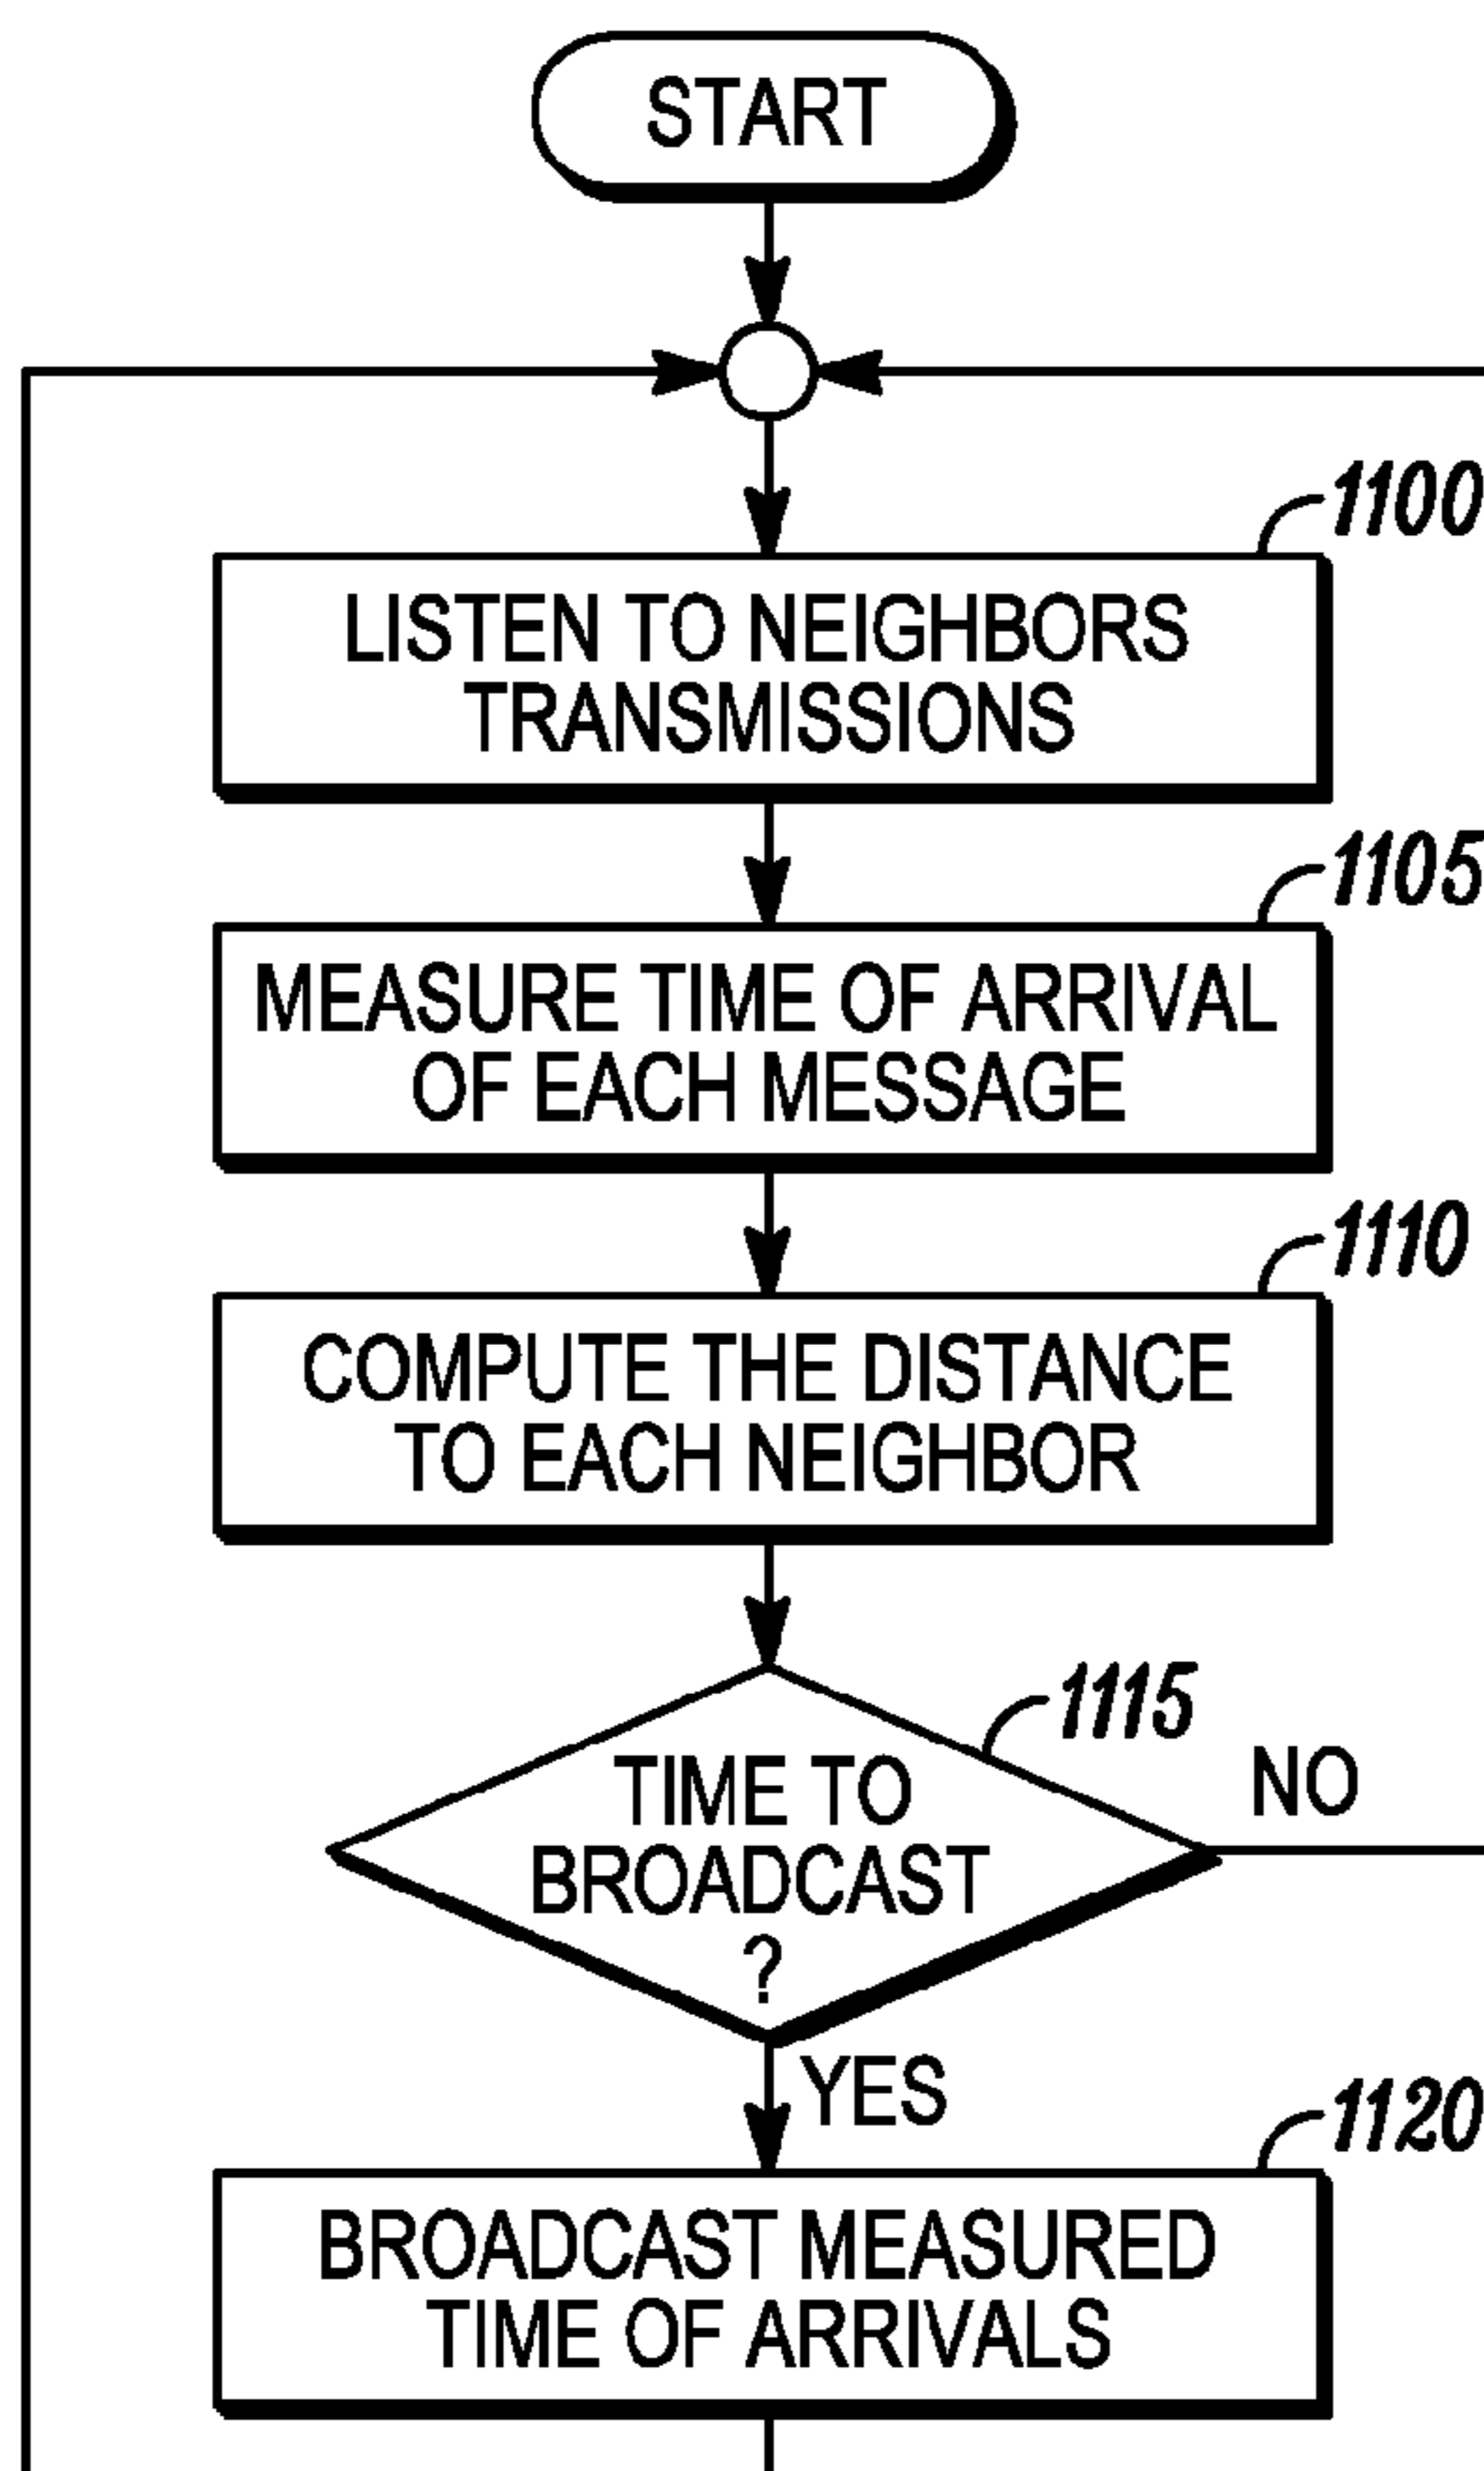 START
1100
LISTEN TO NEIGHBORS
TRANSMISSIONS
1105
MEASURE TIME OF ARRIVAL
OF EACH MESSAGE
1110
COMPUTE THE DISTANCE
TO EACH NEIGHBOR
1115
TIME TO
BROADCAST
?
NO
YES
1120
BROADCAST MEASURED
TIME OF ARRIVALS